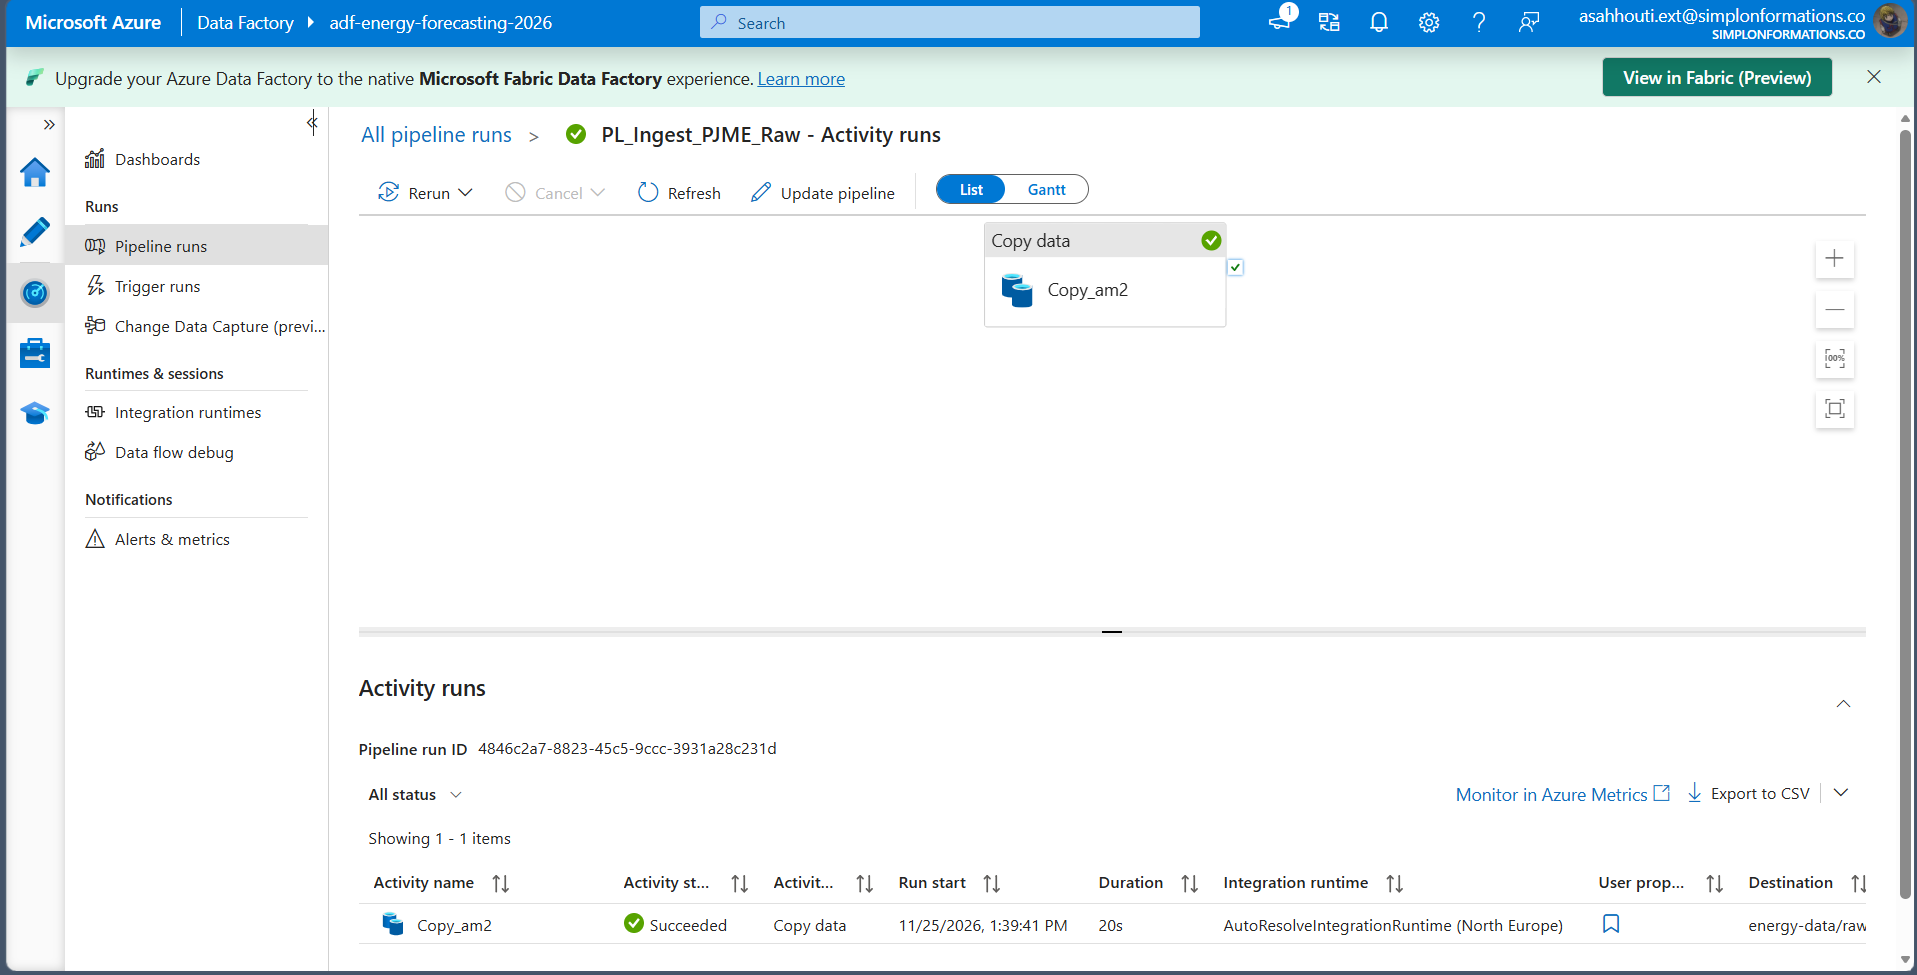 Microsoft Azure
Data Factory
adf-energy-forecasting-2026
Search
1
asahhouti.ext@simplonformations.co
SIMPLONFORMATIONS.CO
Upgrade your Azure Data Factory to the native Microsoft Fabric Data Factory experience. Learn more
View in Fabric (Preview)
Dashboards
Runs
Pipeline runs
Trigger runs
Change Data Capture (previ...
Runtimes & sessions
Integration runtimes
Data flow debug
Notifications
Alerts & metrics
All pipeline runs > PL_Ingest_PJME_Raw - Activity runs
Rerun
Cancel
Refresh
Update pipeline
List
Gantt
Copy data
Copy_am2
100%
Activity runs
Pipeline run ID 4846c2a7-8823-45c5-9ccc-3931a28c231d
All status
Monitor in Azure Metrics
Export to CSV
Showing 1 - 1 items
Activity name Activity st... Activit... Run start Duration Integration runtime User prop... Destination
Copy_am2 Succeeded Copy data 11/25/2026, 1:39:41 PM 20s AutoResolveIntegrationRuntime (North Europe) energy-data/raw